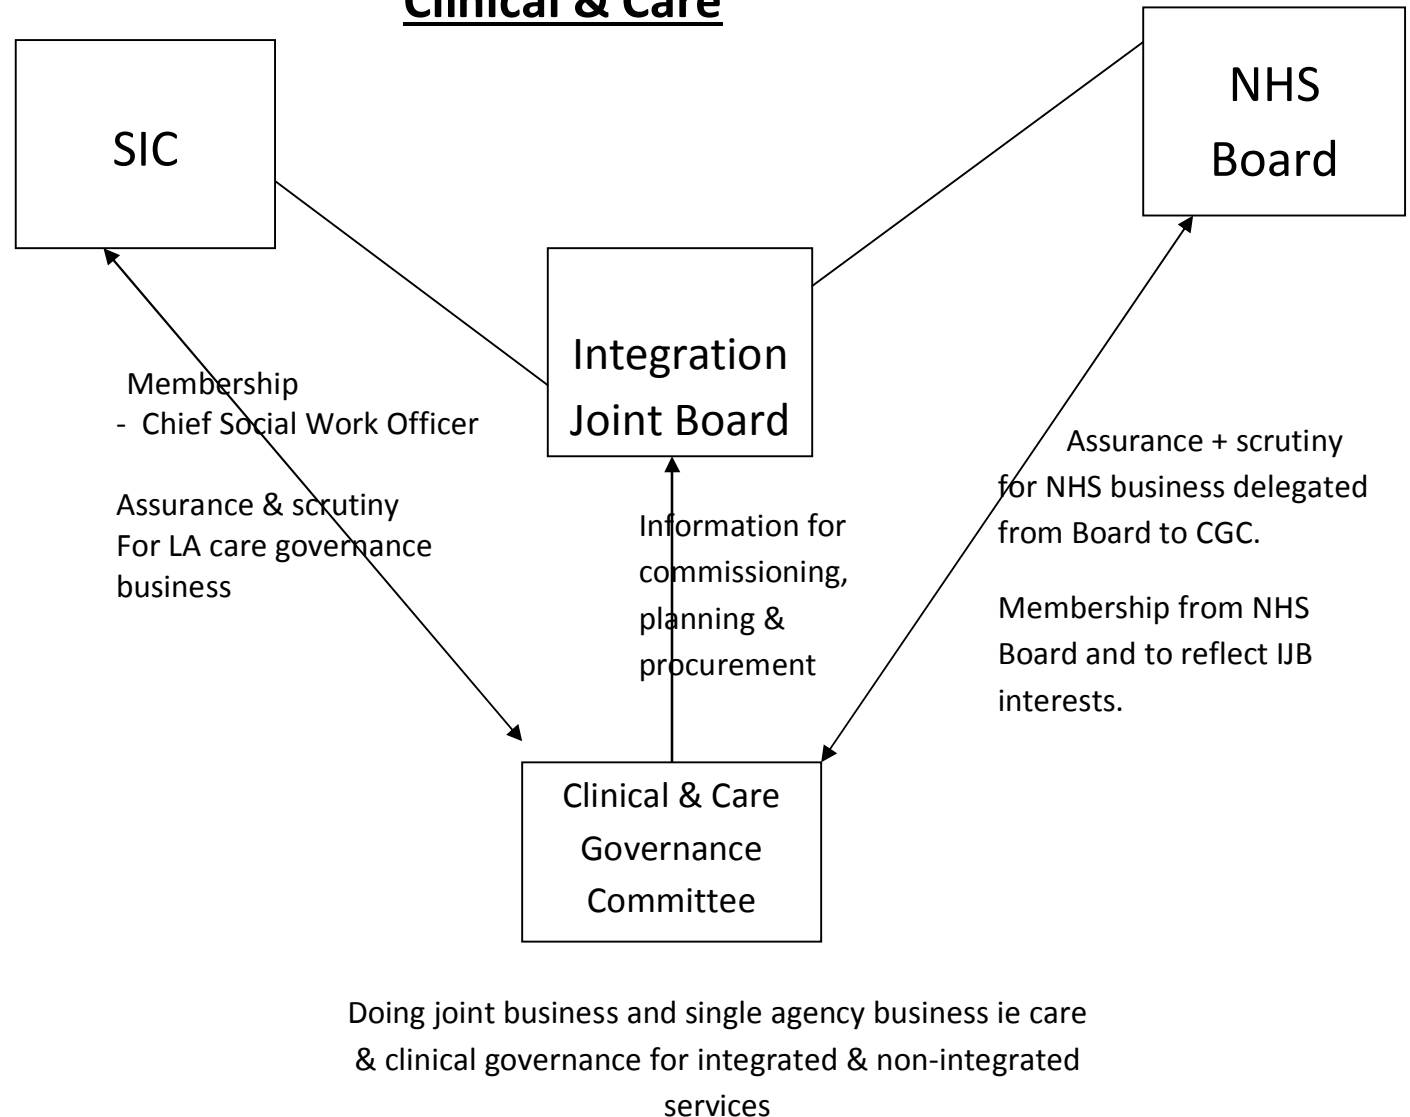 Clinical & Care
SIC
NHS
Board
Integration
Joint Board
Membership
- Chief Social Work Officer
Assurance & scrutiny
For LA care governance
business
Information for
commissioning,
planning &
procurement
Assurance + scrutiny
for NHS business delegated
from Board to CGC.
Membership from NHS
Board and to reflect IJB
interests.
Clinical & Care
Governance
Committee
Doing joint business and single agency business ie care
& clinical governance for integrated & non-integrated
services